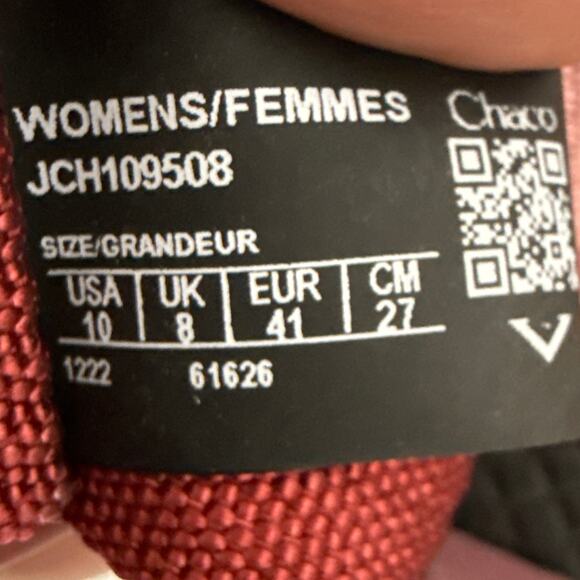 WOMENS/FEMMES
Chaco
JCH109508
SIZE/GRANDEUR
USA UK EUR CM
10 8 41 27
1222 61626